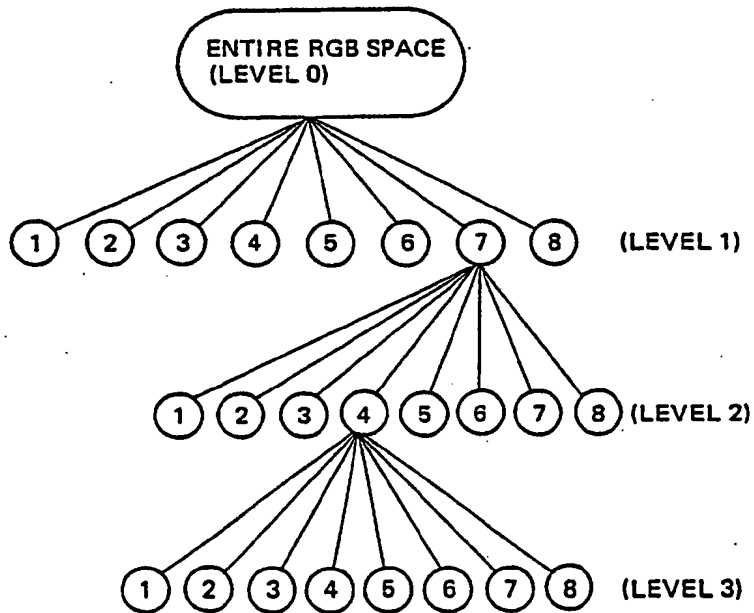 ENTIRE RGB SPACE
(LEVEL 0)
1 2 3 4 5 6 7 8 (LEVEL 1)
1 2 3 4 5 6 7 8 (LEVEL 2)
1 2 3 4 5 6 7 8 (LEVEL 3)